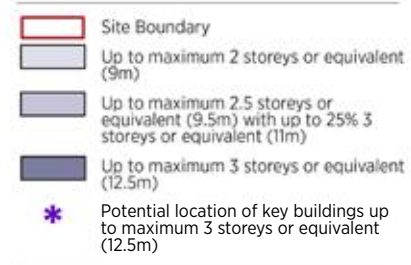 Site Boundary
Up to maximum 2 storeys or equivalent
(9m)
Up to maximum 2.5 storeys or
equivalent (9.5m) with up to 25% 3
storeys or equivalent (11m)
Up to maximum 3 storeys or equivalent
(12.5m)
Potential location of key buildings up
to maximum 3 storeys or equivalent
(12.5m)